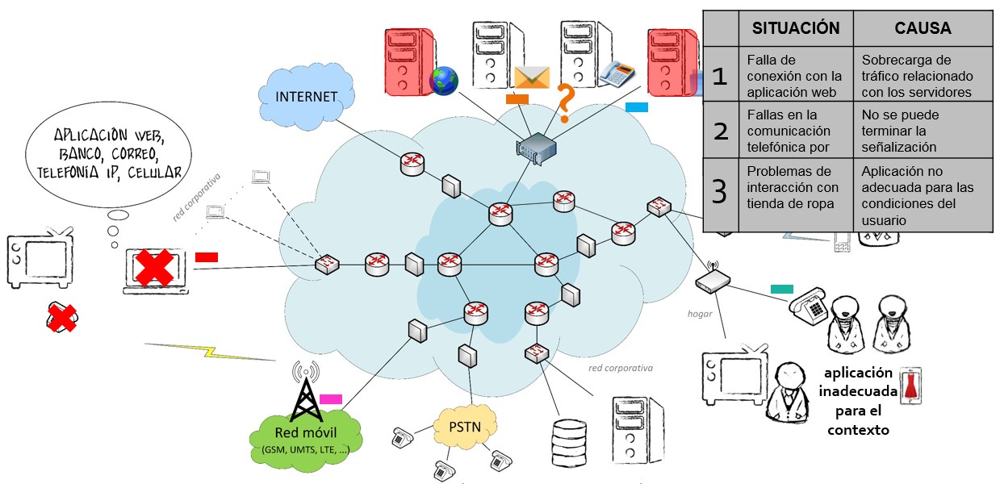 SITUACIÓN
CAUSA
1
Falla de
conexión con la
aplicación web
Sobrecarga de
tráfico relacionado
con los servidores
2
Fallas en la
comunicación
telefónica por
No se puede
terminar la
señalización
3
Problemas de
interacción con
tienda de ropa
Aplicación no
adecuada para las
condiciones del
usuario
INTERNET
?
APLICACIÓN WEB,
BANCO, CORREO,
TELEFONÍA IP, CELULAR
red corporativa
hogar
red corporativa
aplicación
inadecuada
para el
contexto
Red móvil
(GSM, UMTS, LTE, ...)
PSTN